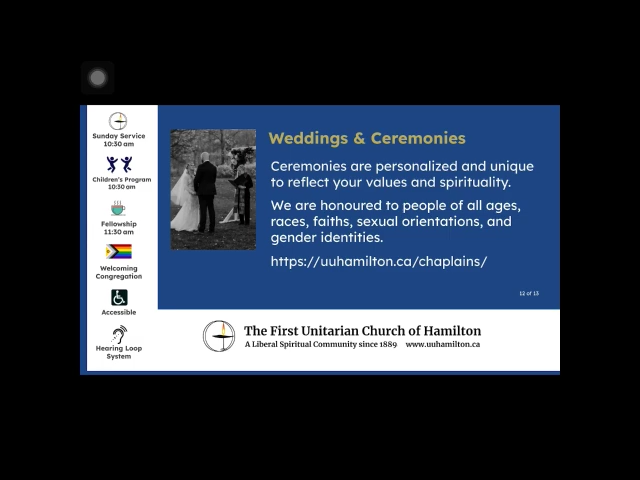 Sunday Service
10:30 am
Children's Program
10:30 am
Fellowship
11:30 am
Welcoming
Congregation
Accessible
Hearing Loop
System
Weddings & Ceremonies
Ceremonies are personalized and unique
to reflect your values and spirituality.
We are honoured to people of all ages,
races, faiths, sexual orientations, and
gender identities.
https://uuhamilton.ca/chaplains/
12 of 13
The First Unitarian Church of Hamilton
A Liberal Spiritual Community since 1889 www.uuhamilton.ca